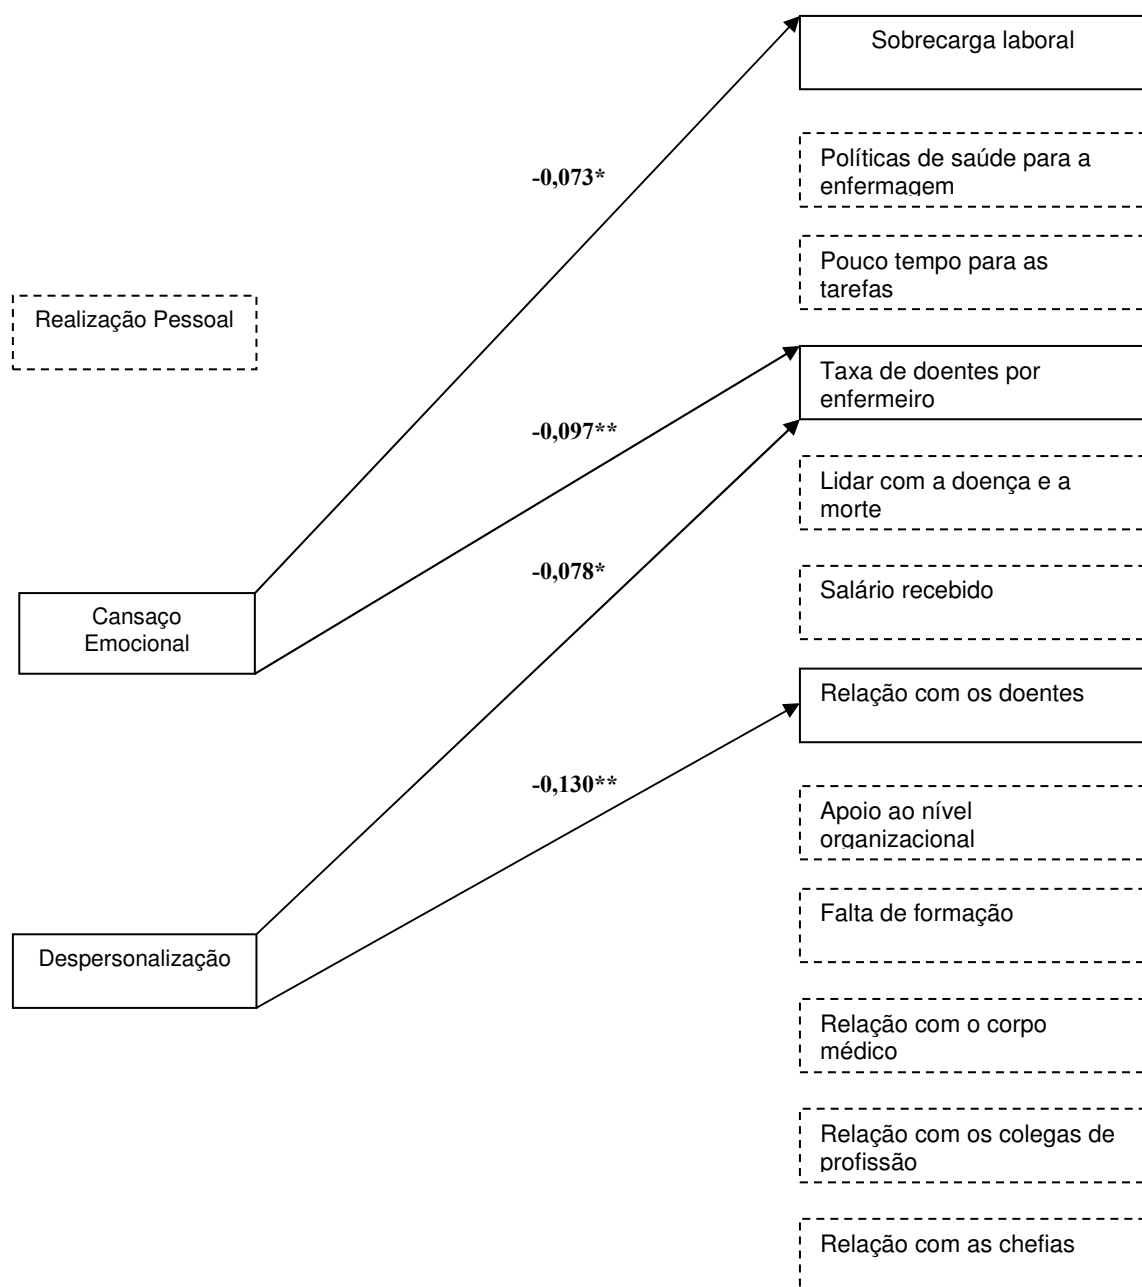 Sobrecarga laboral
Políticas de saúde para a
enfermagem
-0,073*
Pouco tempo para as
tarefas
Realização Pessoal
Taxa de doentes por
enfermeiro
-0,097**
Lidar com a doença e a
morte
-0,078*
Salário recebido
Cansaço
Emocional
Relação com os doentes
-0,130**
Apoio ao nível
organizacional
Falta de formação
Despersonalização
Relação com o corpo
médico
Relação com os colegas de
profissão
Relação com as chefias